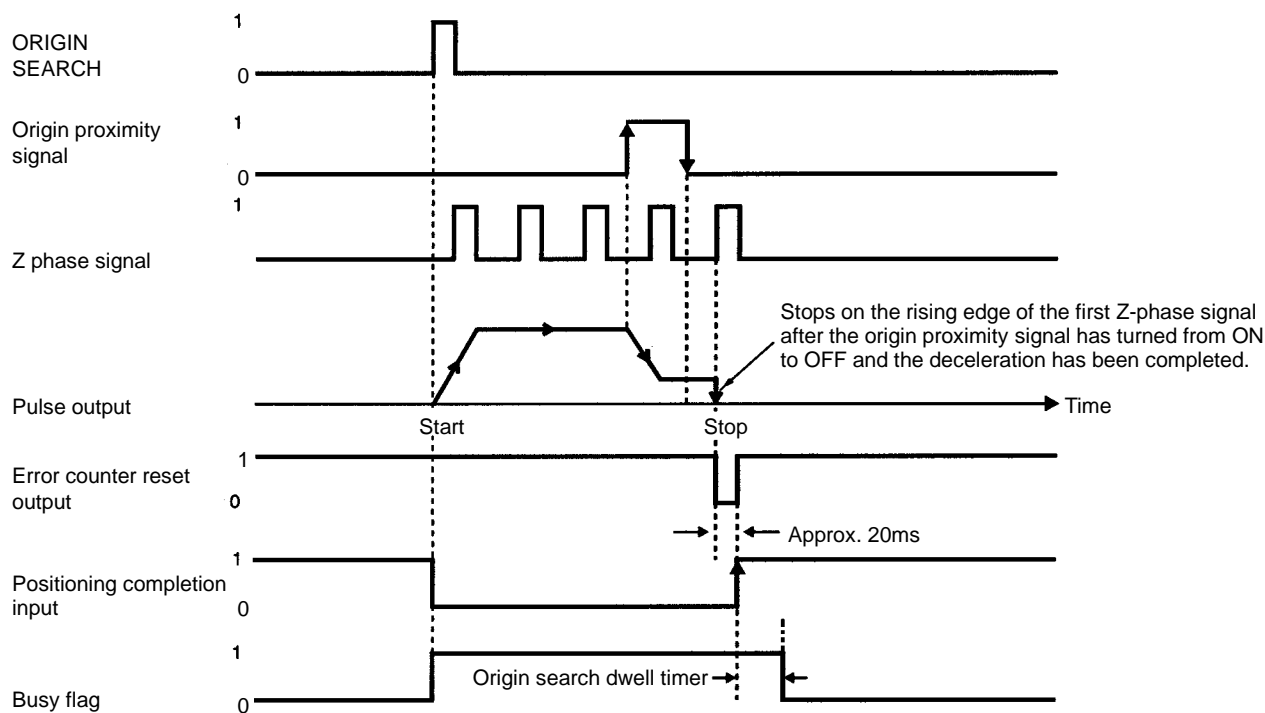 ORIGIN
SEARCH
1
0
Origin proximity
signal
1
0
Z phase signal
1
Stops on the rising edge of the first Z-phase signal
after the origin proximity signal has turned from ON
to OFF and the deceleration has been completed.
Pulse output
Time
Start
Stop
Error counter reset
output
1
0
Approx. 20ms
Positioning completion
input
1
0
Busy flag
1
0
Origin search dwell timer